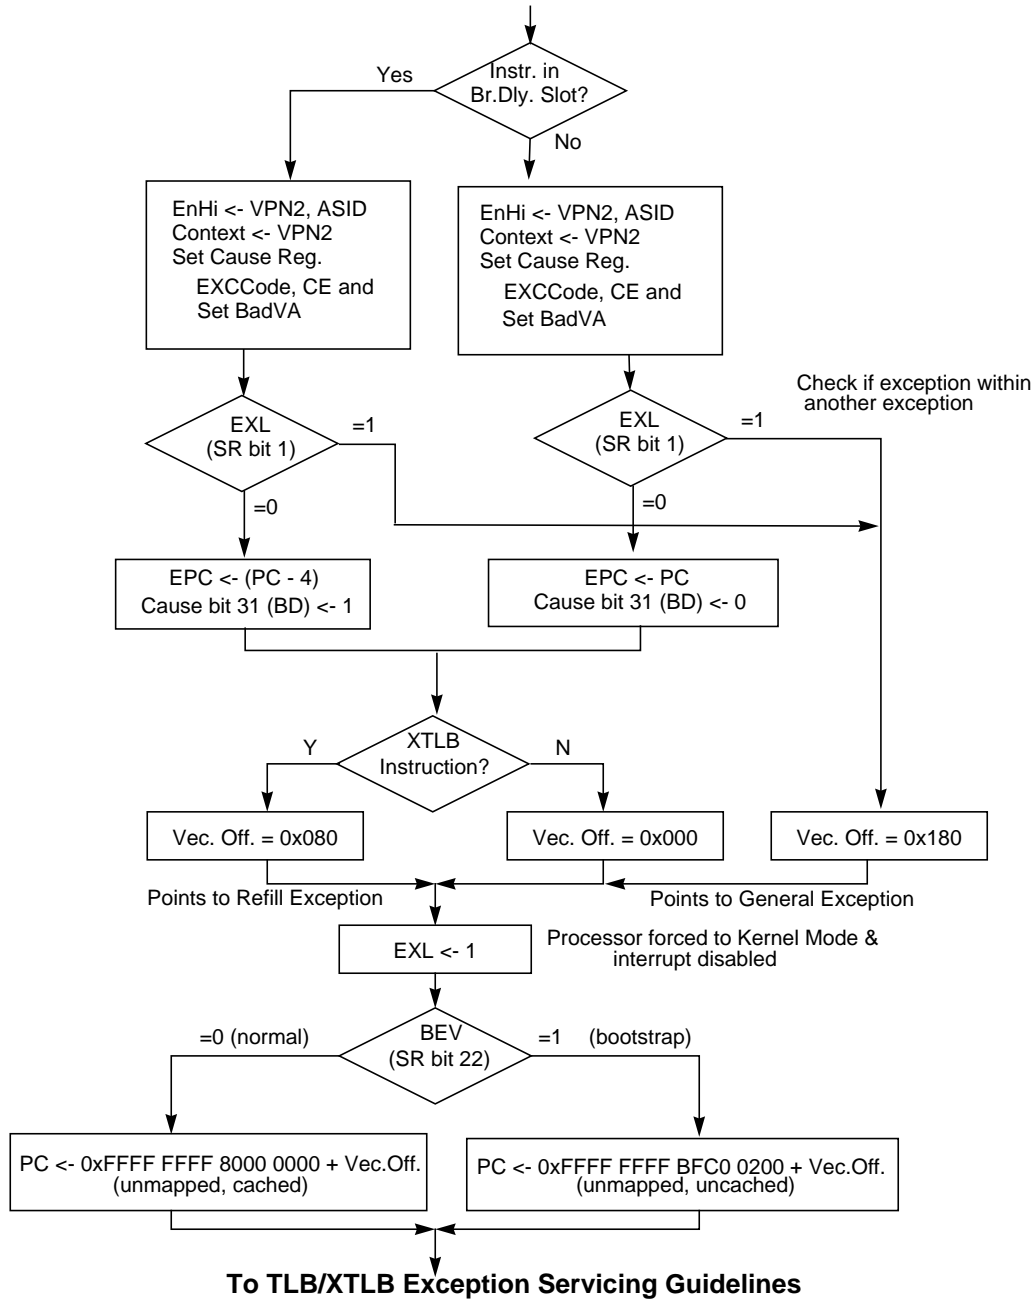 Instr. in
Br.Dly. Slot?
Yes
No
EnHi <- VPN2, ASID
Context <- VPN2
Set Cause Reg.
EXCCode, CE and
Set BadVA
EnHi <- VPN2, ASID
Context <- VPN2
Set Cause Reg.
EXCCode, CE and
Set BadVA
Check if exception within
another exception
EXL
(SR bit 1)
=1
=0
EXL
(SR bit 1)
=1
=0
EPC <- (PC - 4)
Cause bit 31 (BD) <- 1
EPC <- PC
Cause bit 31 (BD) <- 0
XTLB
Instruction?
Y
N
Vec. Off. = 0x080
Vec. Off. = 0x000
Vec. Off. = 0x180
Points to Refill Exception
Points to General Exception
EXL <- 1
Processor forced to Kernel Mode &
interrupt disabled
BEV
(SR bit 22)
=0 (normal)
=1 (bootstrap)
PC <- 0xFFFF FFFF 8000 0000 + Vec.Off.
(unmapped, cached)
PC <- 0xFFFF FFFF BFC0 0200 + Vec.Off.
(unmapped, uncached)
To TLB/XTLB Exception Servicing Guidelines